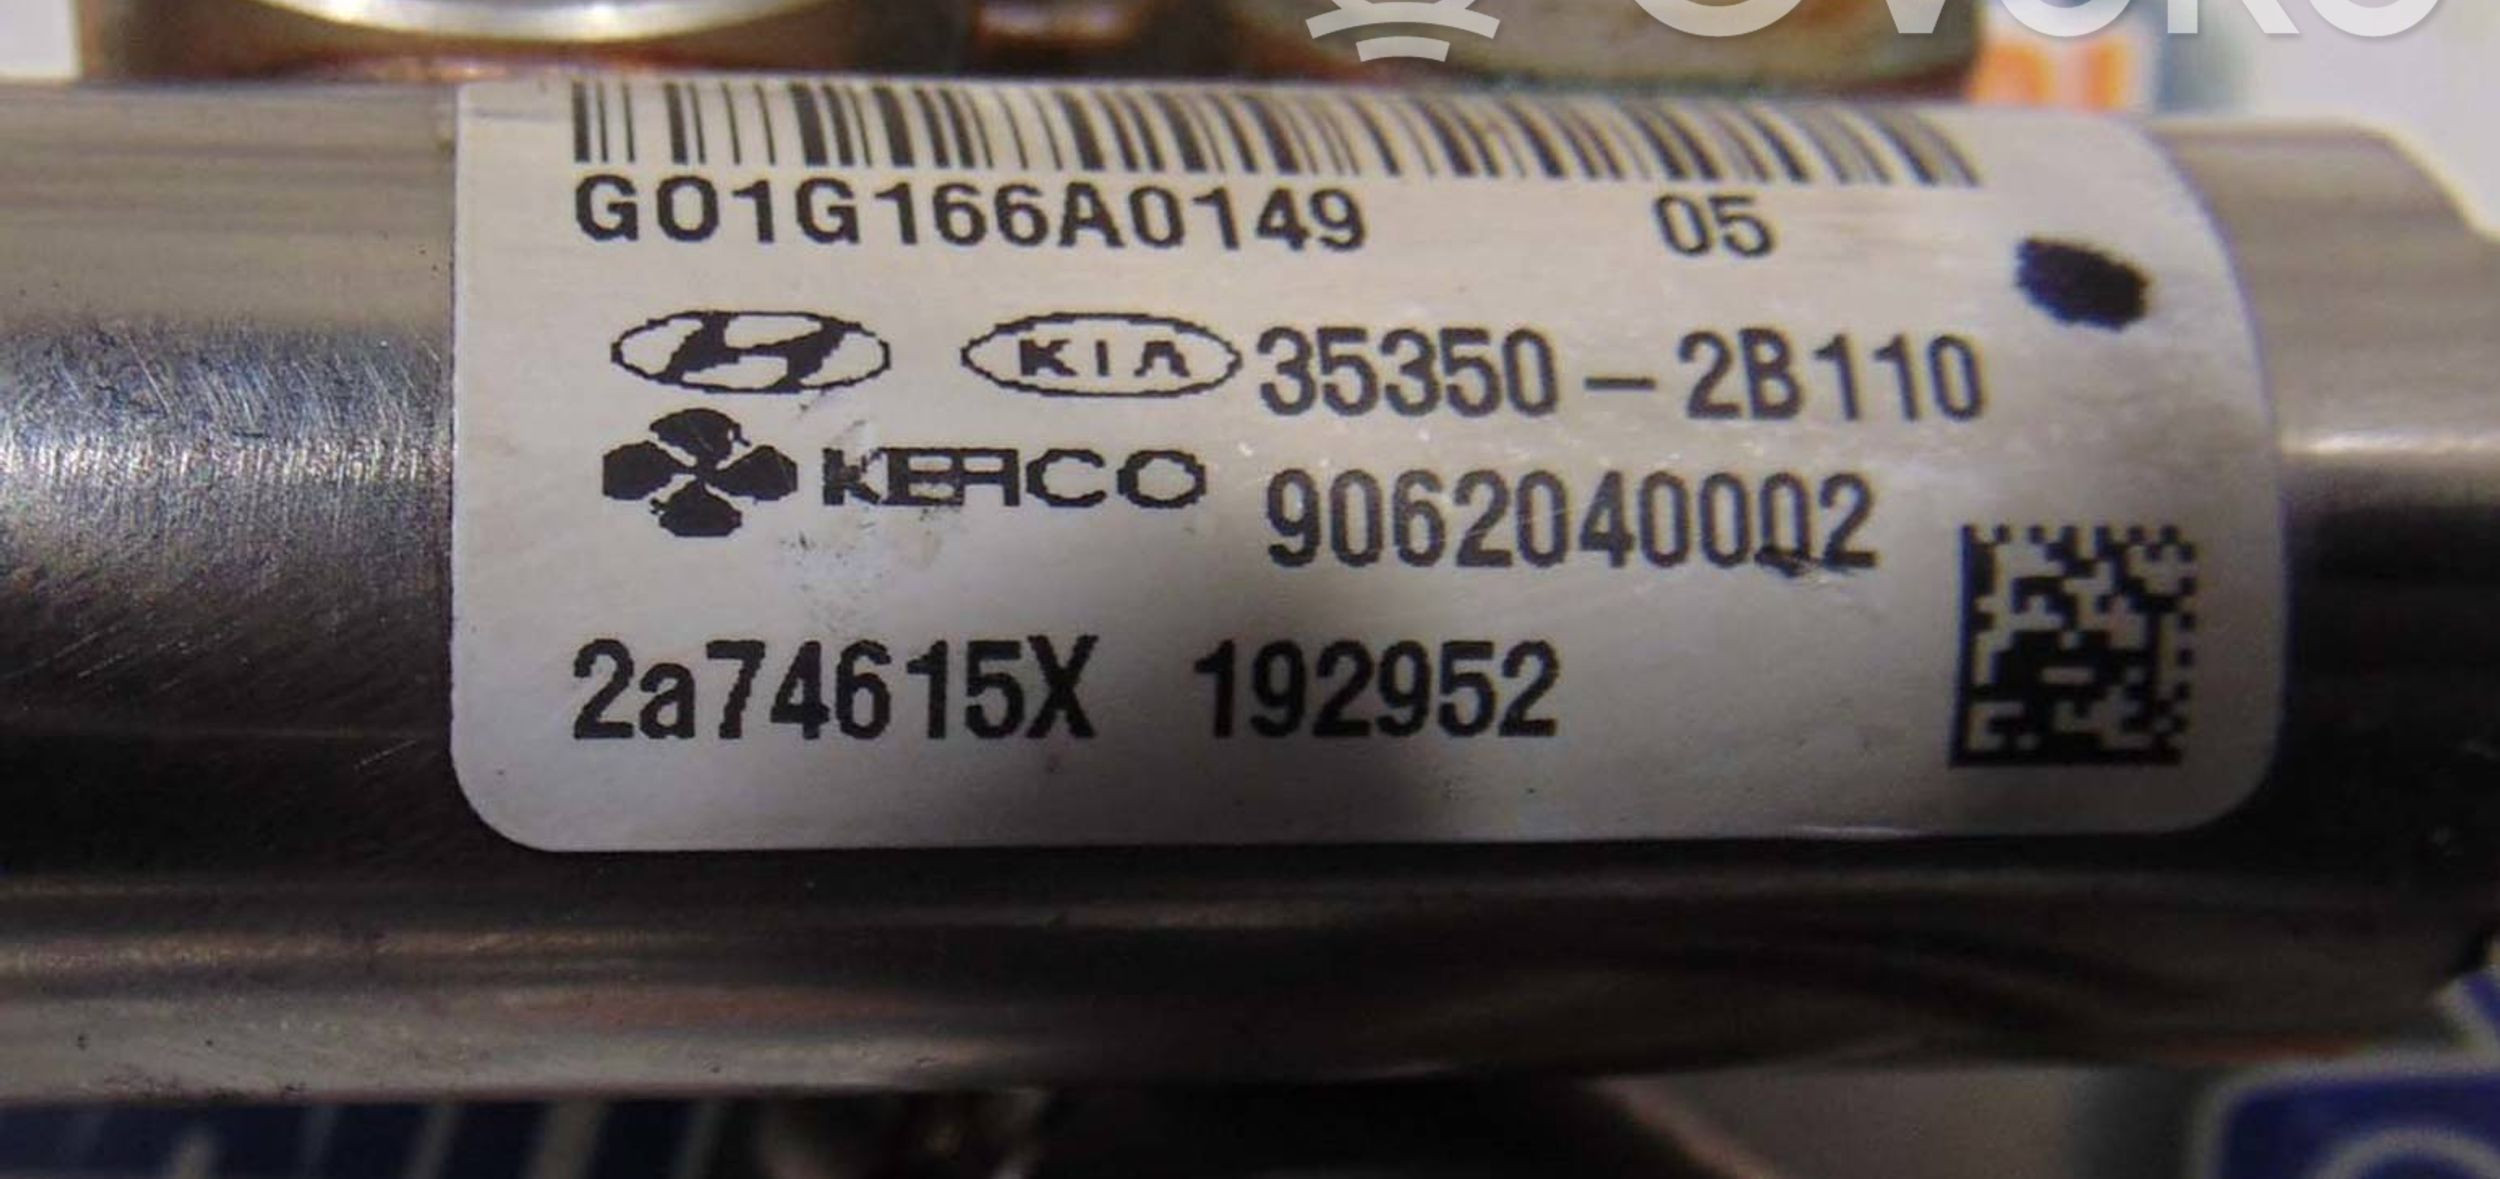 G01G166A0149 05
KIA 35350-2B110
KEFICO 9062040002
2a74615X 192952